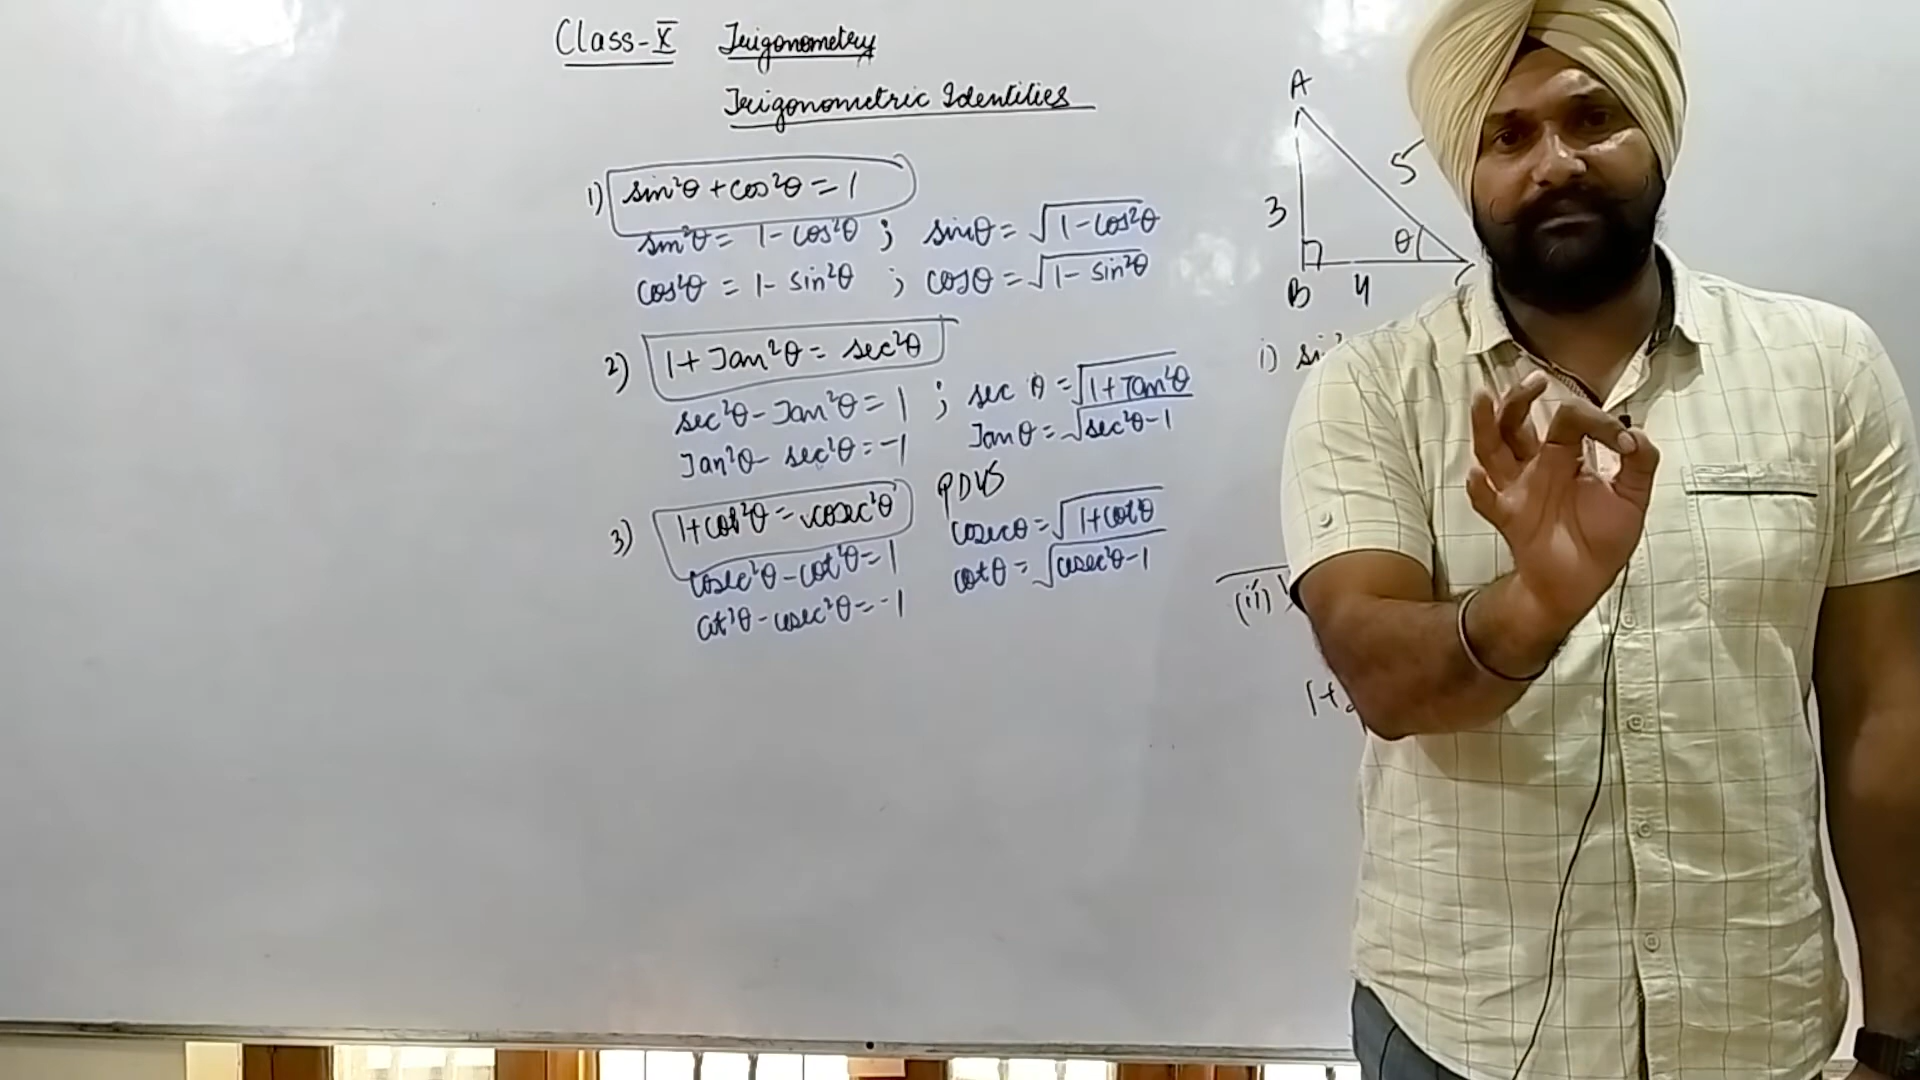 Class-X Trigonometry
Trigonometric Identities
1) sin²θ + cos²θ = 1
sin²θ = 1 - cos²θ ; sinθ = √1 - cos²θ
cos²θ = 1 - sin²θ ; cosθ = √1 - sin²θ
2) 1 + Tan²θ = sec²θ
sec²θ - Tan²θ = 1 ; sec θ = √1 + Tan²θ
Tan²θ - sec²θ = -1 Tanθ = √sec²θ - 1
3) 1 + cot²θ = cosec²θ
cosecθ = √1 + cot²θ
cosec²θ - cot²θ = 1 cotθ = √cosec²θ - 1
cot²θ - cosec²θ = -1
A
5
3
θ
B 4
i)
(ii)
1+